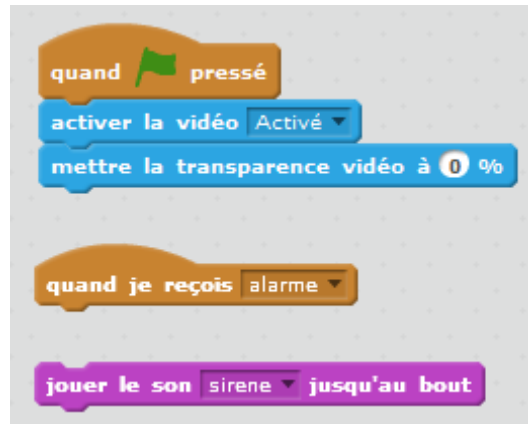 quand pressé
activer la vidéo Activé
mettre la transparence vidéo à 0 %
quand je reçois alarme
jouer le son sirene jusqu'au bout